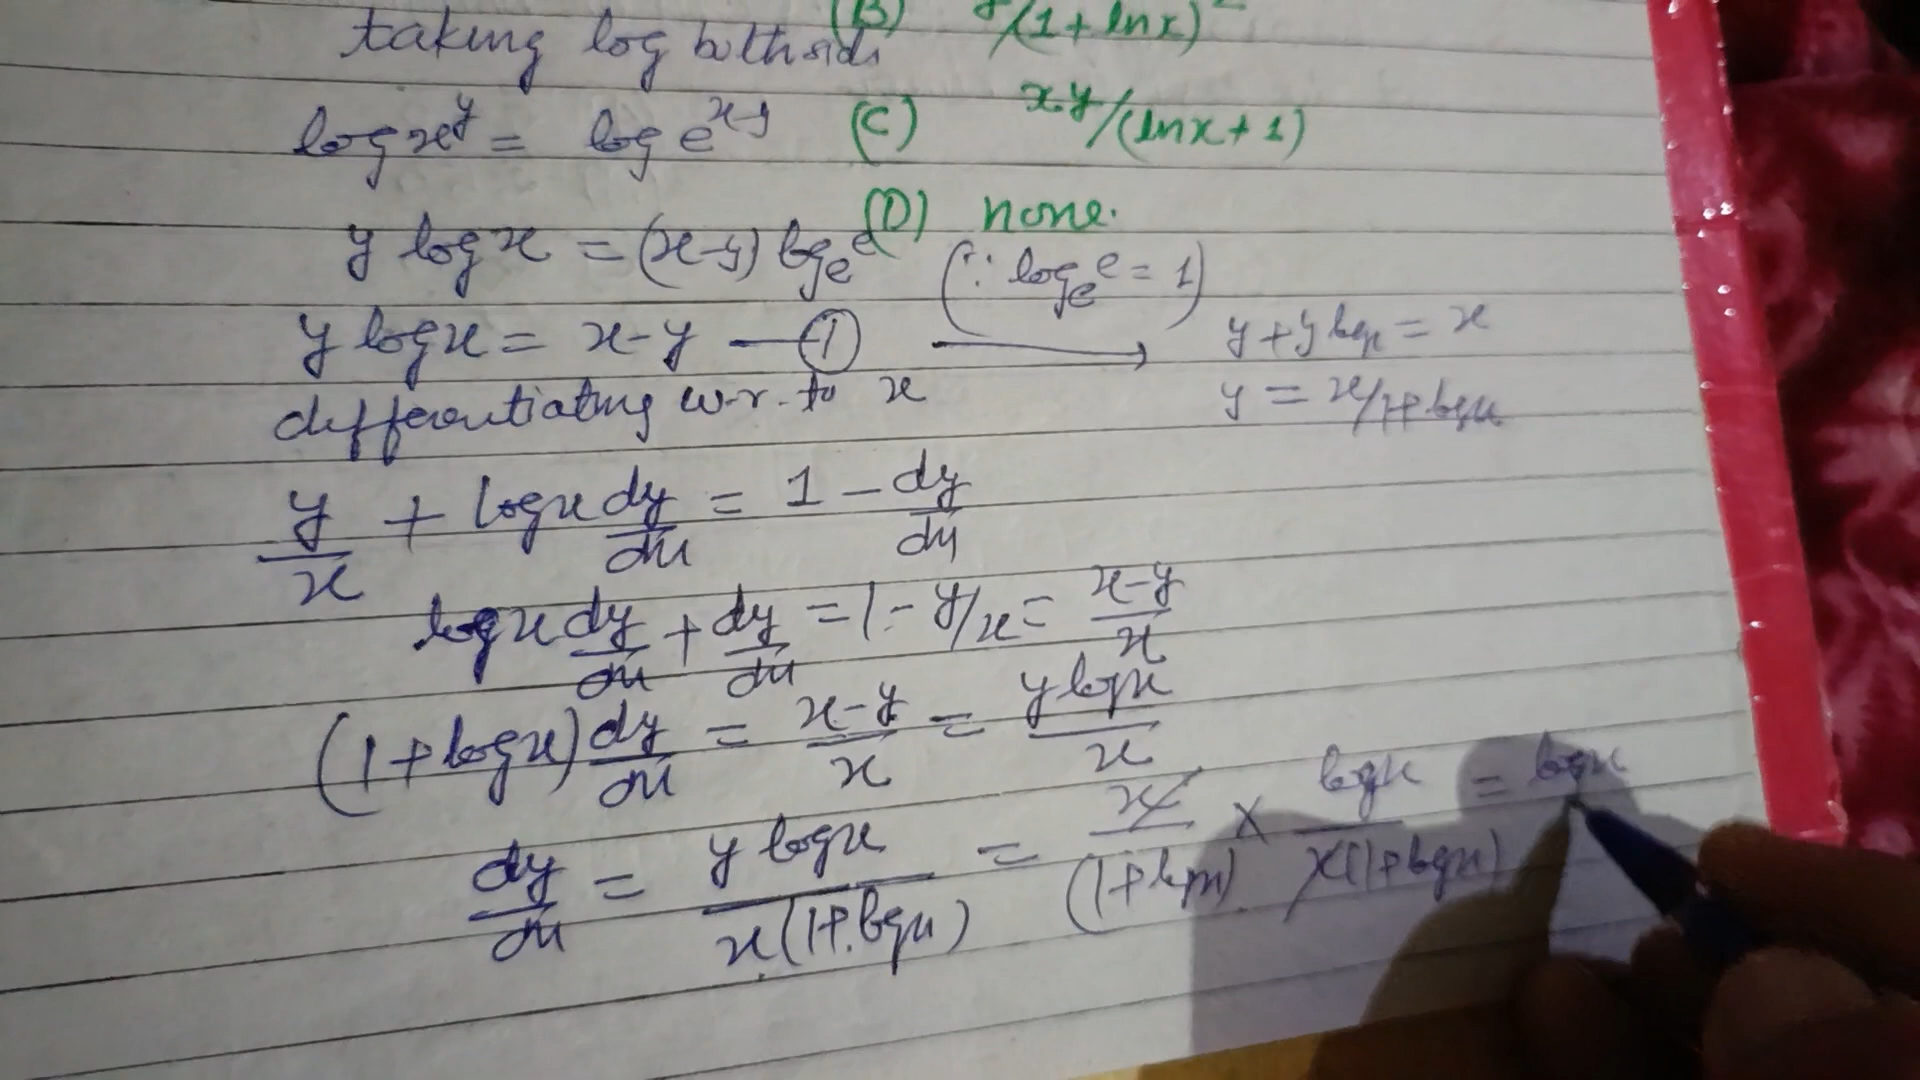 (B) /(1+lnx)²
taking log both side
log x^y = log e^(x-y) (C) x-y/(lnx+1)
(D) none.
y log x = (x-y) log_e e (∵ log_e e = 1)
y log x = x-y — ① → y + y log x = x
differentiating w.r. to x y = x/1+logx
y/x + log x dy/dx = 1 - dy/dx
log x dy/dx + dy/dx = 1 - y/x = x-y/x
(1+log x) dy/dx = x-y/x = y log x/x
dy/dx = y log x/x(1+log x) = x/(1+log x) × log x/x(1+log x) = log x